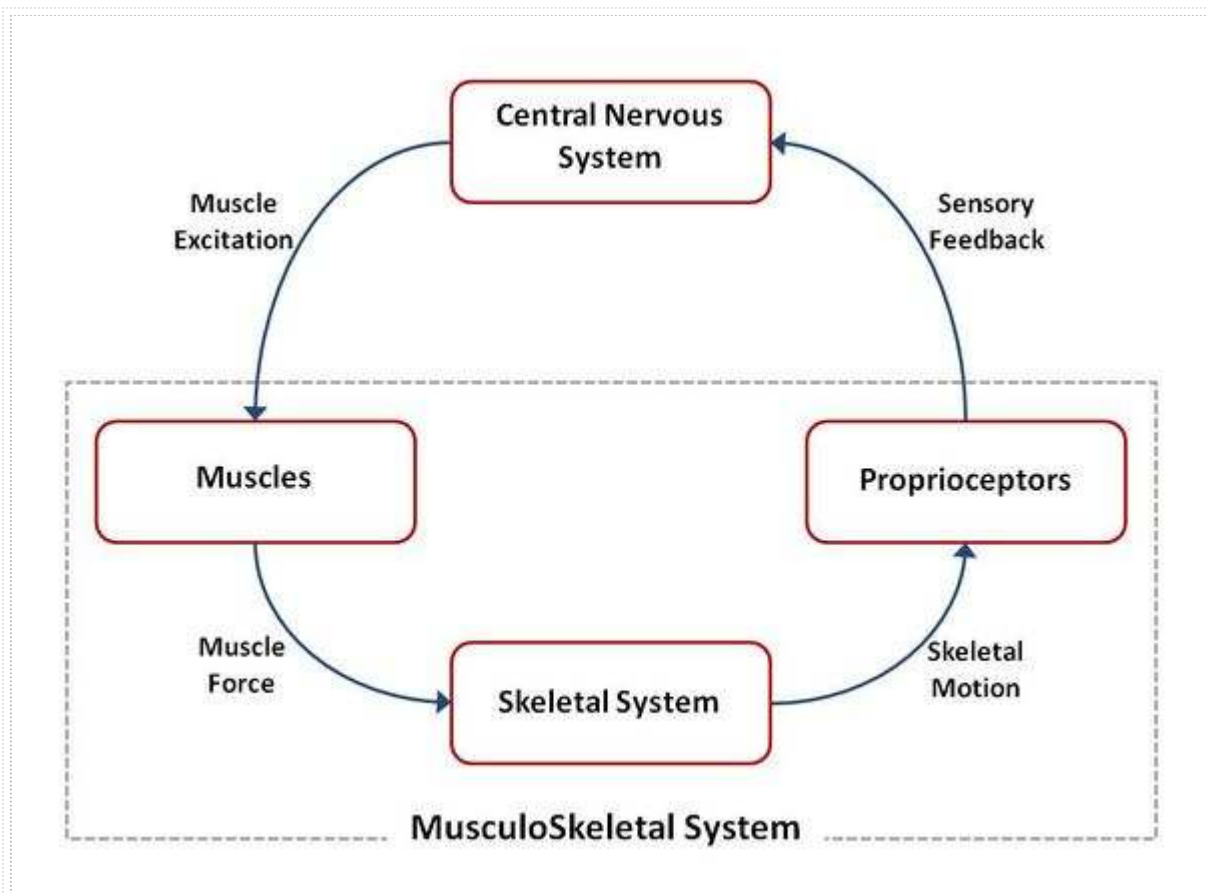 Central Nervous
System
Muscle
Excitation
Sensory
Feedback
Muscles
Proprioceptors
Muscle
Force
Skeletal System
Skeletal
Motion
MusculoSkeletal System